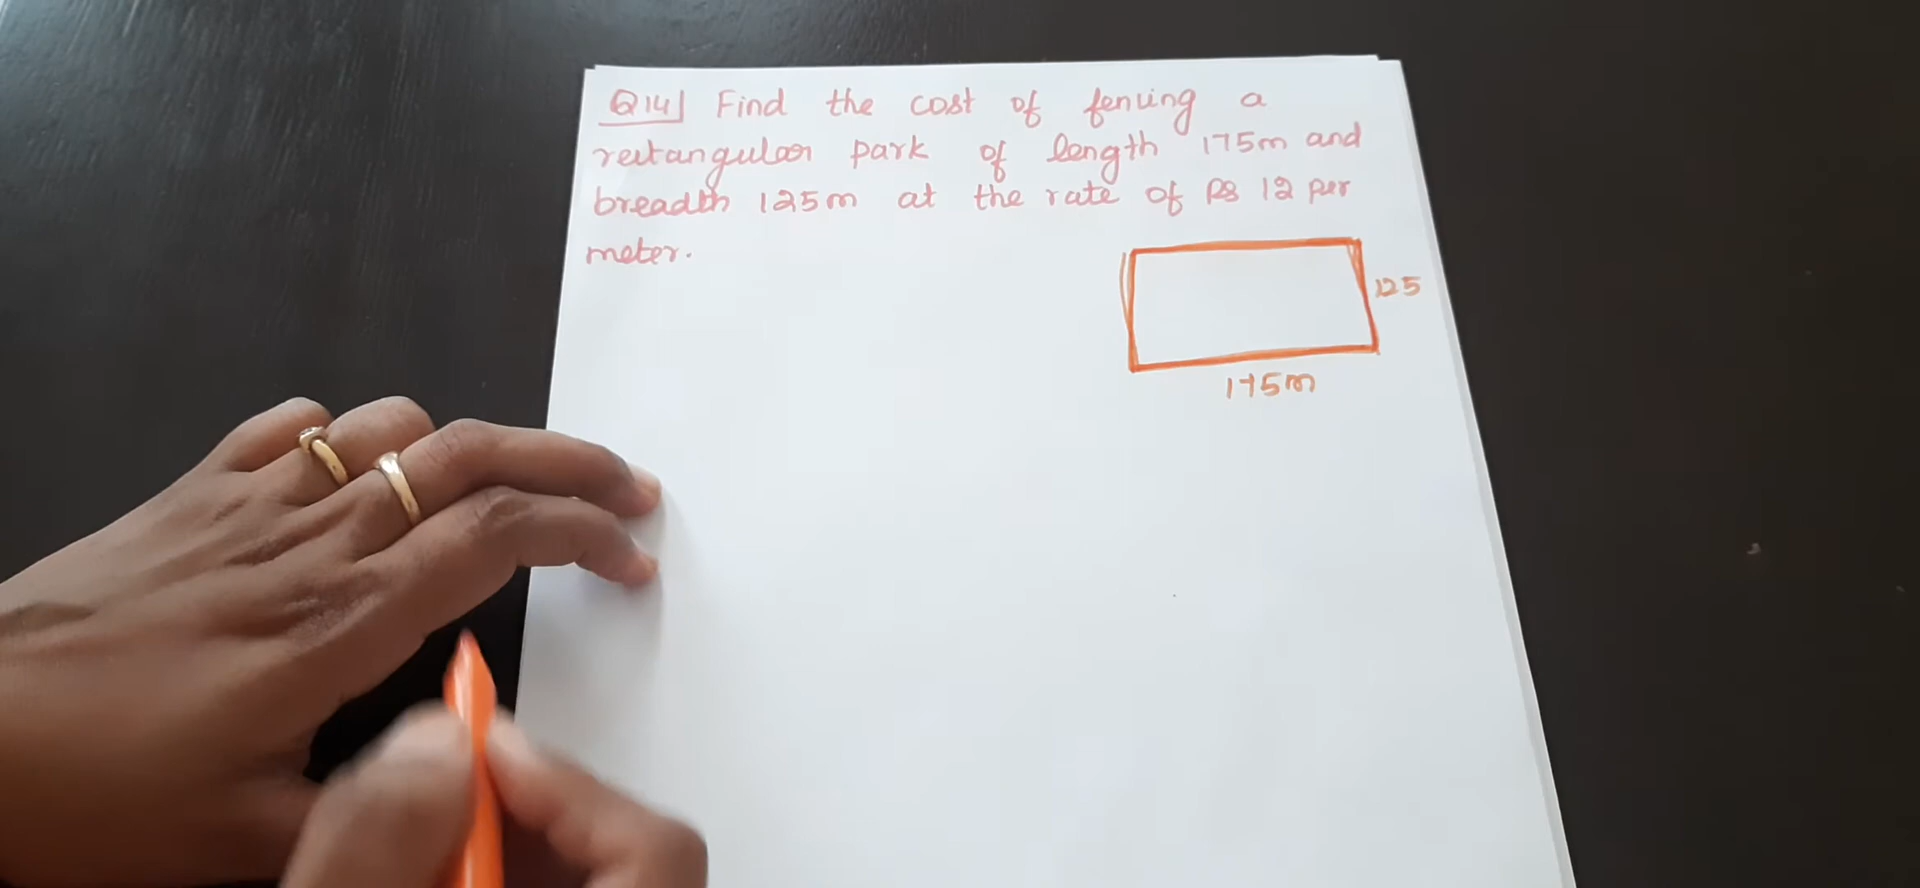 Q14) Find the cost of fencing a
rectangular park of length 175m and
breadth 125m at the rate of Rs 12 per
meter.
125
175m